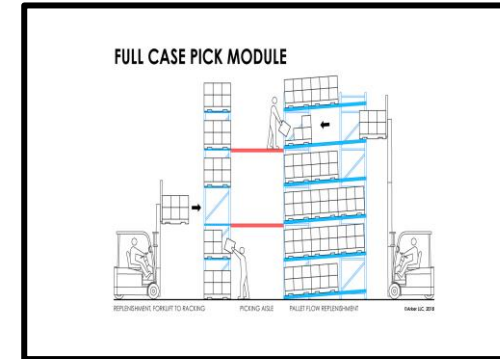 FULL CASE PICK MODULE
REPLENISHMENT, FORKLIFT TO RACKING PICKING AISLE PALLET FLOW REPLENISHMENT